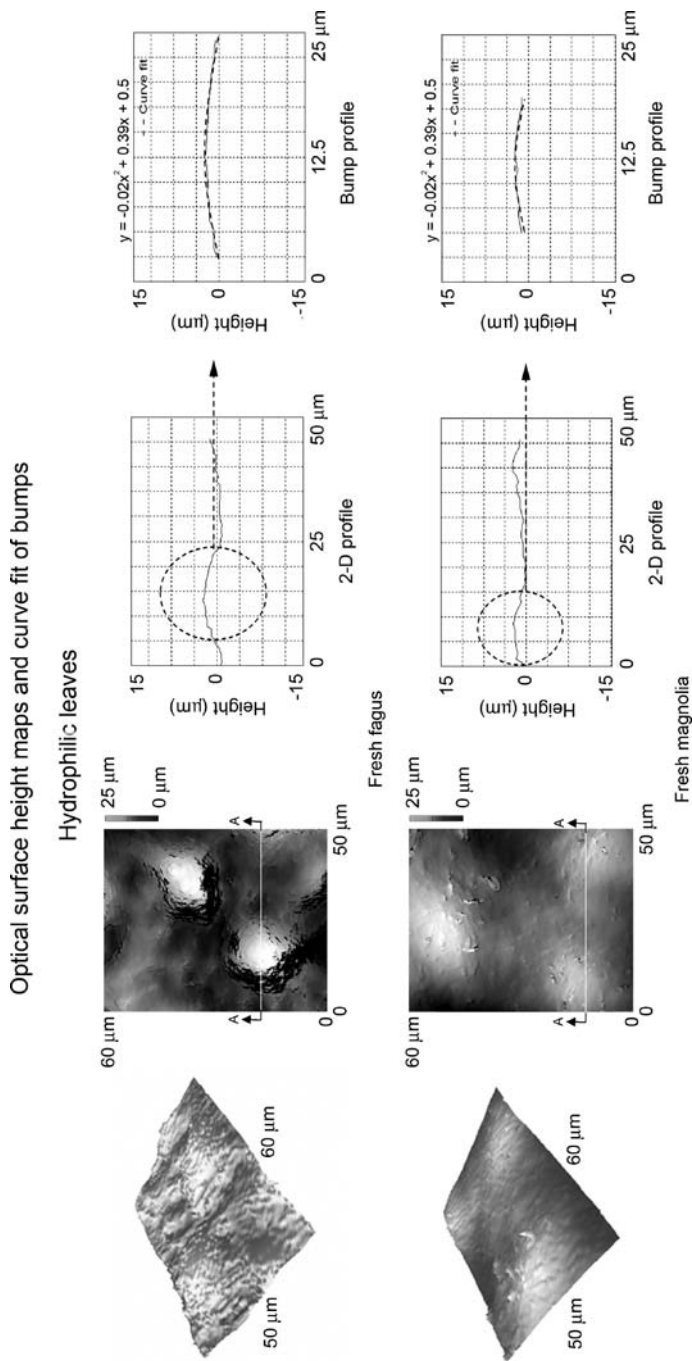 Optical surface height maps and curve fit of bumps
Hydrophilic leaves
50 µm
60 µm
60 µm
0
0
50 µm
A
A
25 µm
0 µm
Height (µm)
15
0
-15
0
25
50 µm
2-D profile
Height (µm)
15
0
-15
y = -0.02x² + 0.39x + 0.5
- - Curve fit
0
12.5
25 µm
Bump profile
Fresh fagus
50 µm
60 µm
0
0
50 µm
A
A
25 µm
0 µm
Height (µm)
15
0
-15
0
25
50 µm
2-D profile
Height (µm)
15
0
-15
y = -0.02x² + 0.39x + 0.5
- - Curve fit
0
12.5
25 µm
Bump profile
Fresh magnolia